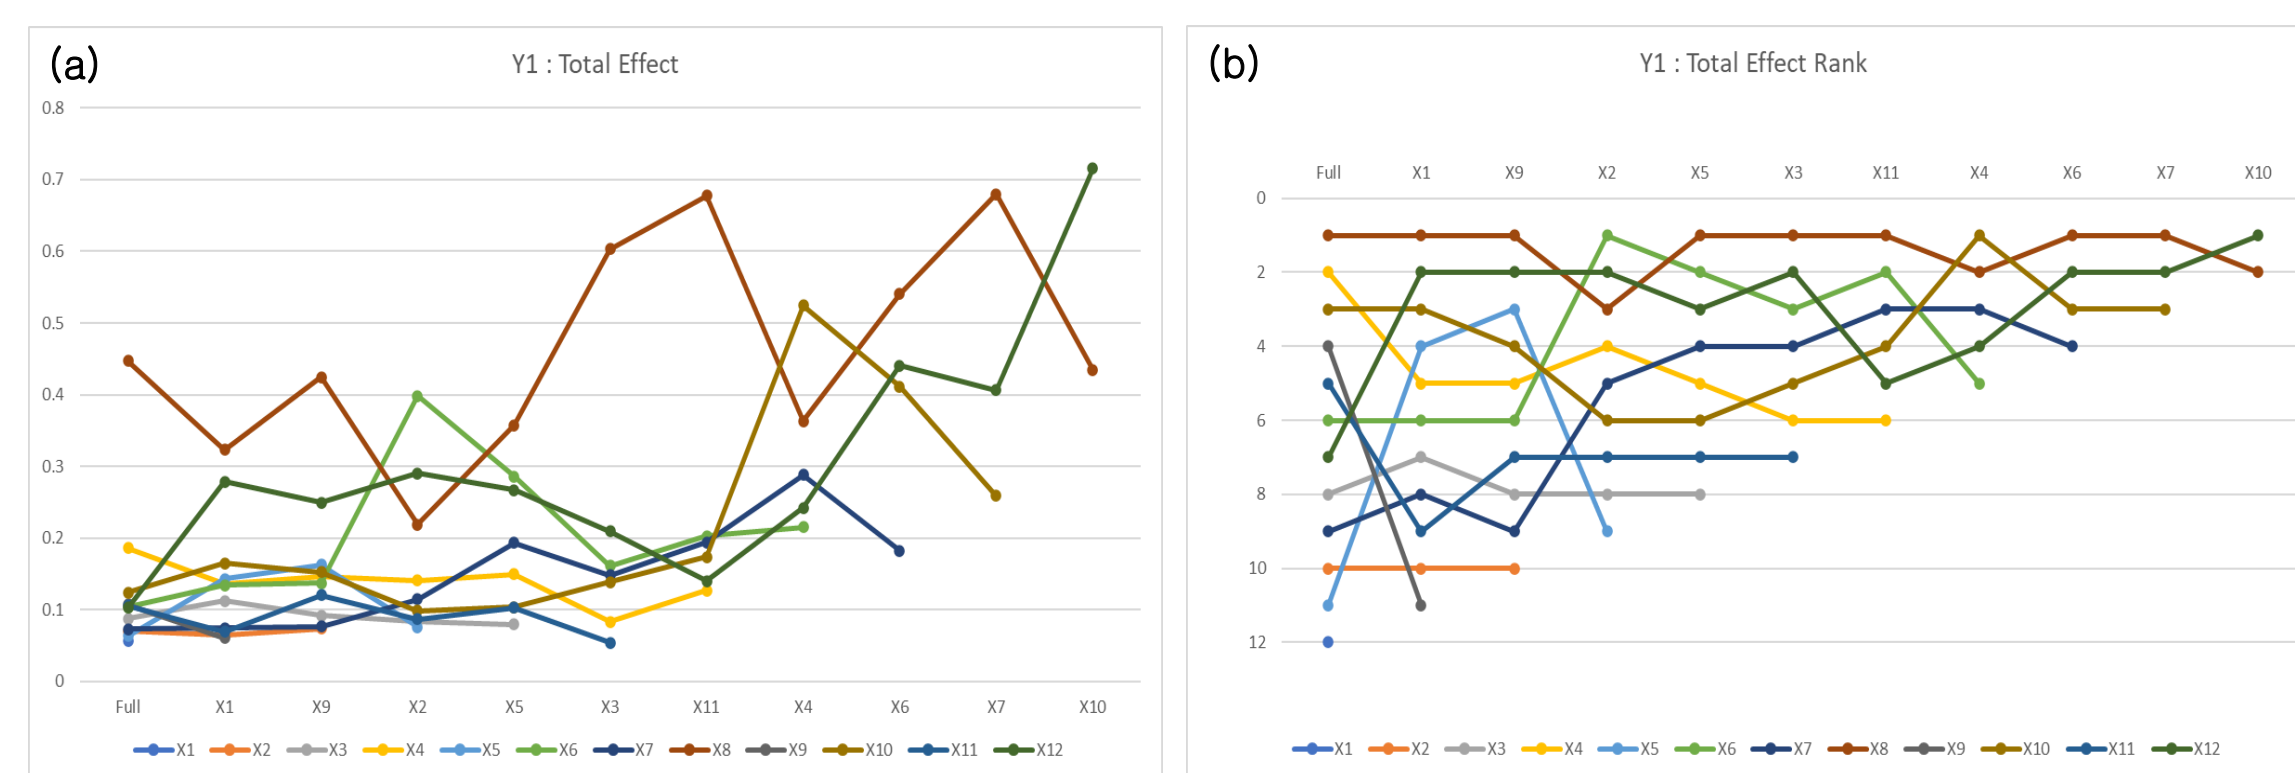 (a)
Y1 : Total Effect
0.8
0.7
0.6
0.5
0.4
0.3
0.2
0.1
0
Full X1 X9 X2 X5 X3 X11 X4 X6 X7 X10
X1 X2 X3 X4 X5 X6 X7 X8 X9 X10 X11 X12
(b)
Y1 : Total Effect Rank
Full X1 X9 X2 X5 X3 X11 X4 X6 X7 X10
0
2
4
6
8
10
12
X1 X2 X3 X4 X5 X6 X7 X8 X9 X10 X11 X12